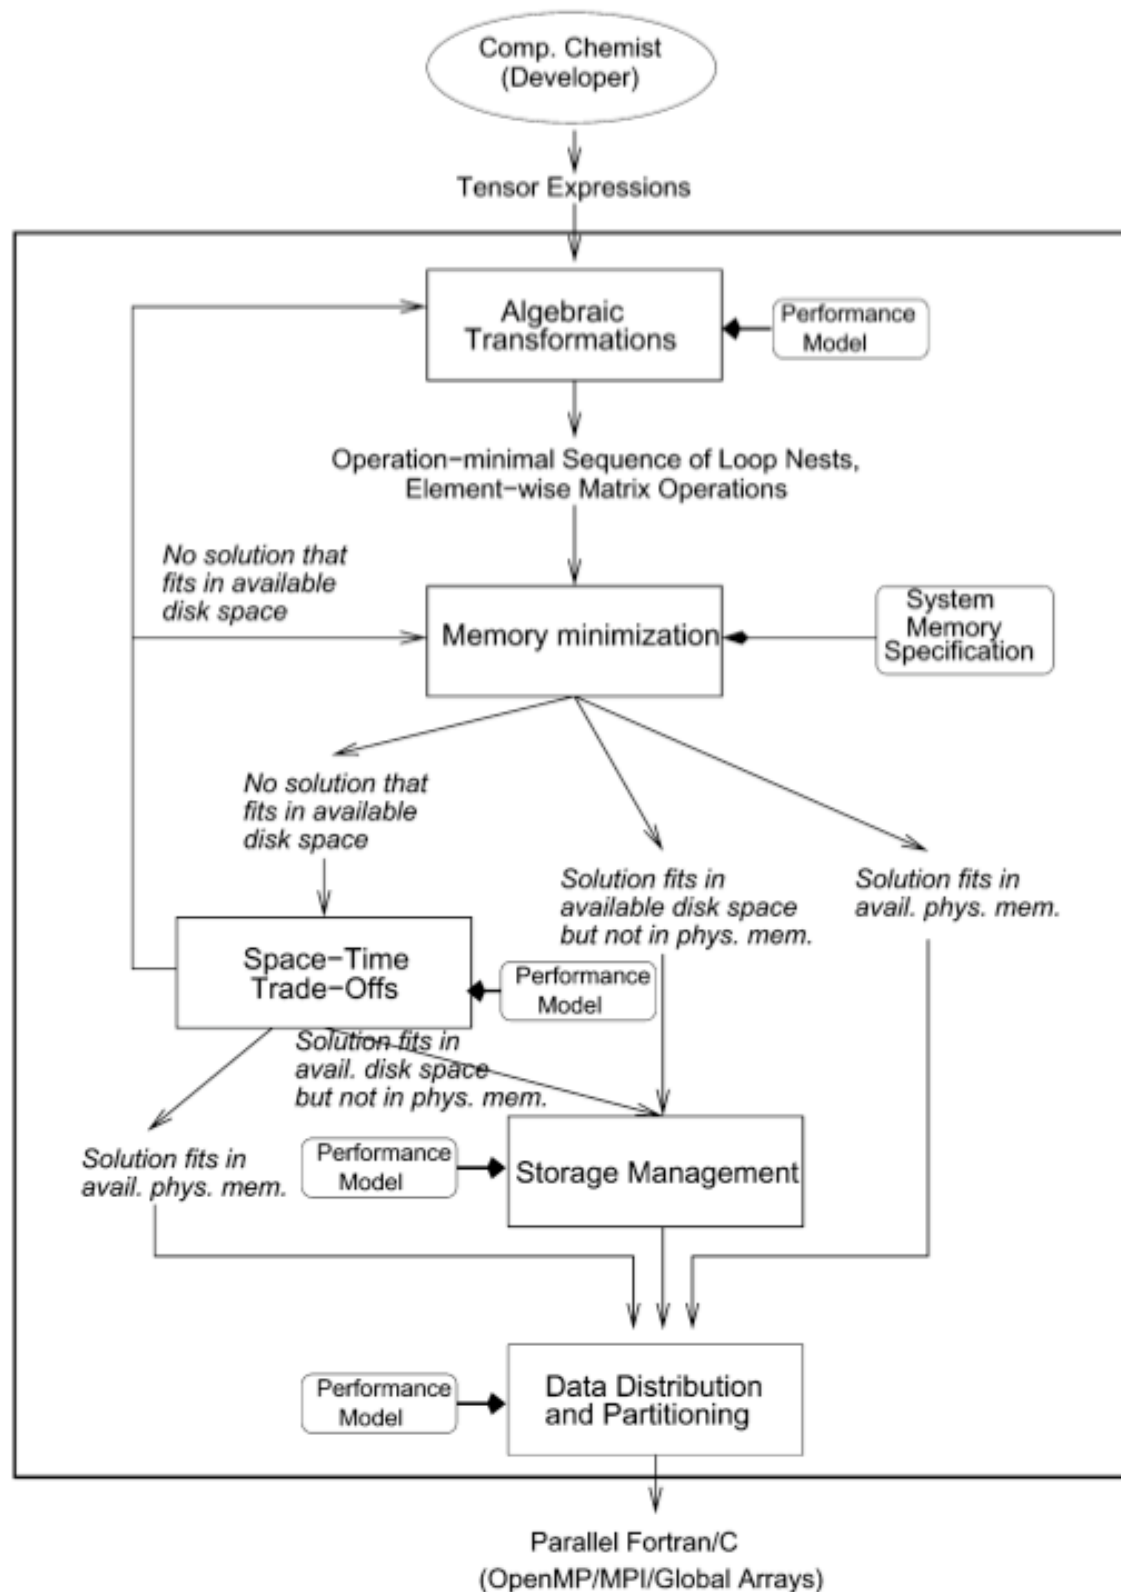 Comp. Chemist
(Developer)
Tensor Expressions
Algebraic
Transformations
Performance
Model
Operation−minimal Sequence of Loop Nests,
Element−wise Matrix Operations
No solution that
fits in available
disk space
Memory minimization
System
Memory
Specification
No solution that
fits in available
disk space
Solution fits in
available disk space
but not in phys. mem.
Solution fits in
avail. phys. mem.
Space−Time
Trade−Offs
Performance
Model
Solution fits in
avail. disk space
but not in phys. mem.
Solution fits in
avail. phys. mem.
Performance
Model
Storage Management
Performance
Model
Data Distribution
and Partitioning
Parallel Fortran/C
(OpenMP/MPI/Global Arrays)